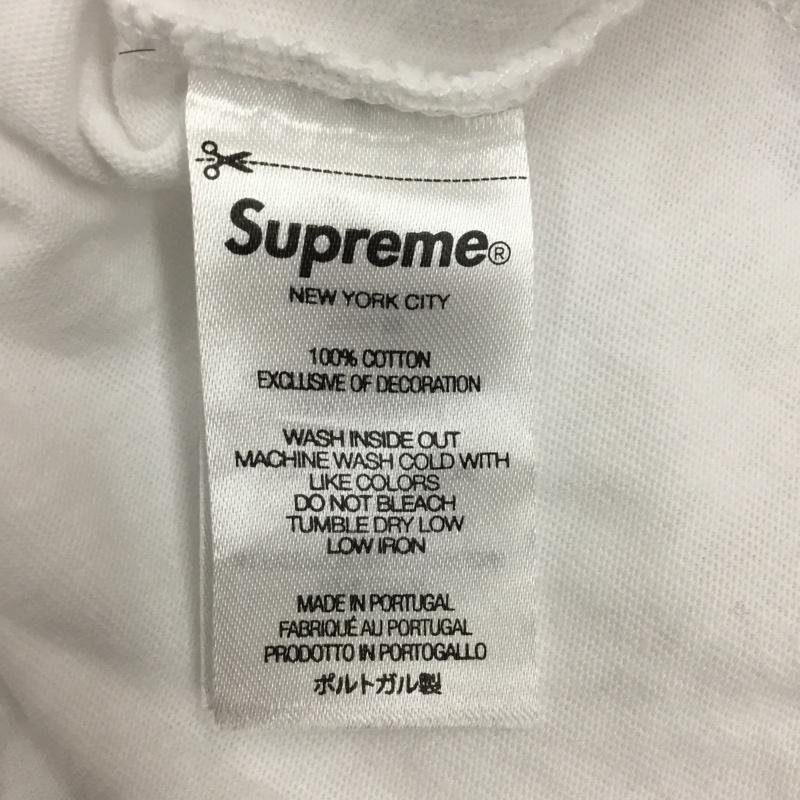 Supreme®
NEW YORK CITY
100% COTTON
EXCLUSIVE OF DECORATION
WASH INSIDE OUT
MACHINE WASH COLD WITH
LIKE COLORS
DO NOT BLEACH
TUMBLE DRY LOW
LOW IRON
MADE IN PORTUGAL
FABRIQUÉ AU PORTUGAL
PRODOTTO IN PORTOGALLO
ポルトガル製